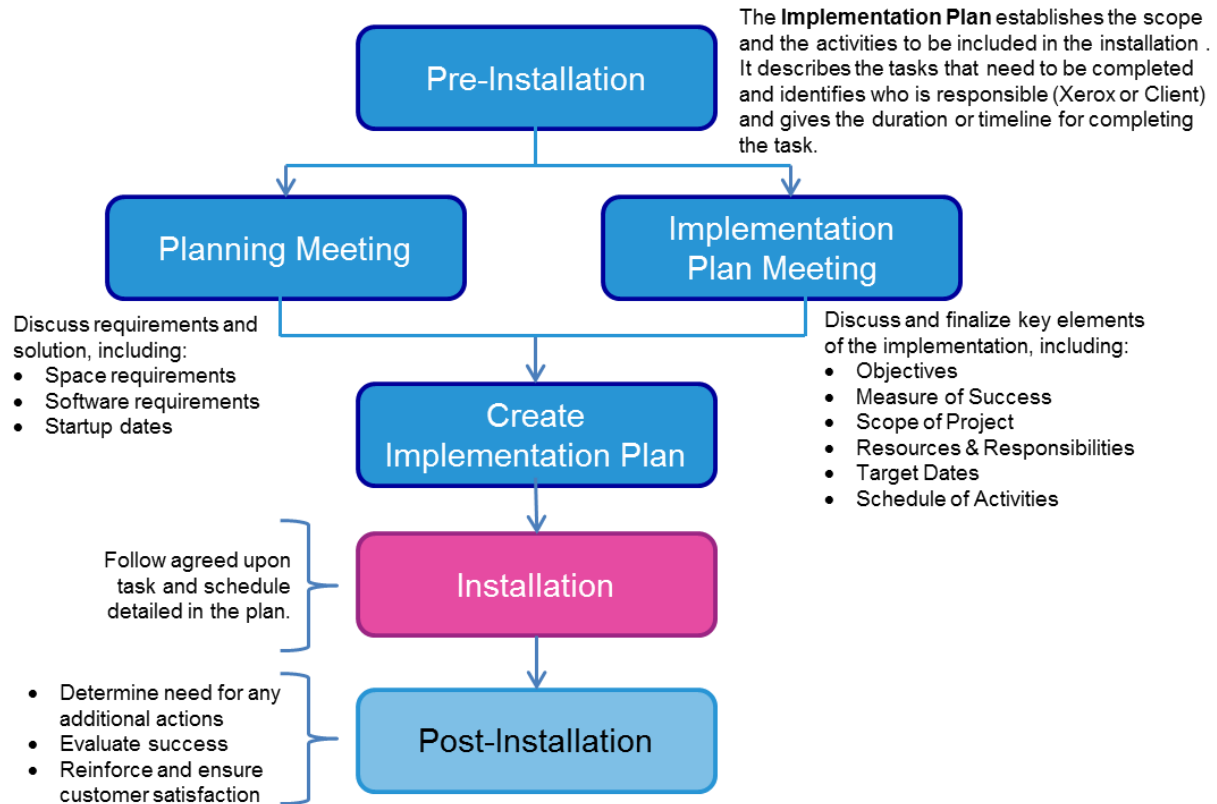 The Implementation Plan establishes the scope
and the activities to be included in the installation .
It describes the tasks that need to be completed
and identifies who is responsible (Xerox or Client)
and gives the duration or timeline for completing
the task.
Pre-Installation
Planning Meeting
Implementation
Plan Meeting
Discuss requirements and
solution, including:
• Space requirements
• Software requirements
• Startup dates
Discuss and finalize key elements
of the implementation, including:
• Objectives
• Measure of Success
• Scope of Project
• Resources & Responsibilities
• Target Dates
• Schedule of Activities
Create
Implementation Plan
Follow agreed upon
task and schedule
detailed in the plan.
Installation
• Determine need for any
additional actions
• Evaluate success
• Reinforce and ensure
customer satisfaction
Post-Installation